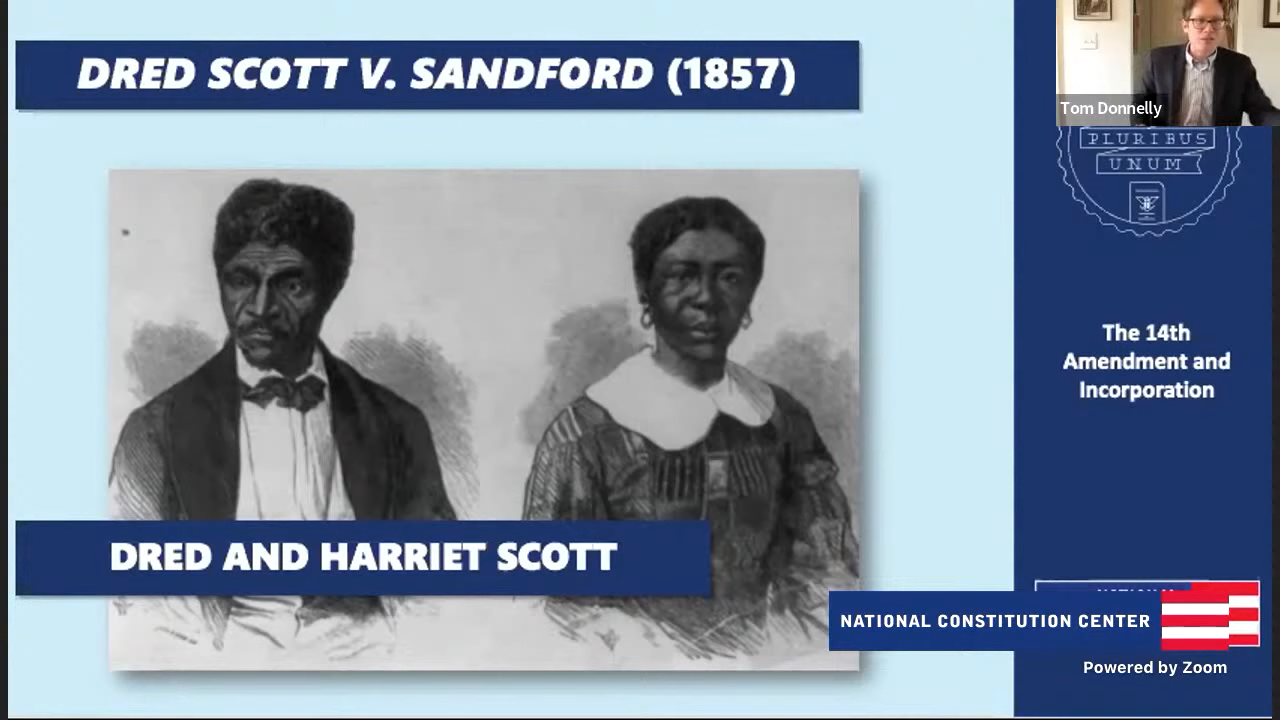 DRED SCOTT V. SANDFORD (1857)
Tom Donnelly
PLURIBUS
UNUM
The 14th
Amendment and
Incorporation
DRED AND HARRIET SCOTT
NATIONAL CONSTITUTION CENTER
Powered by Zoom